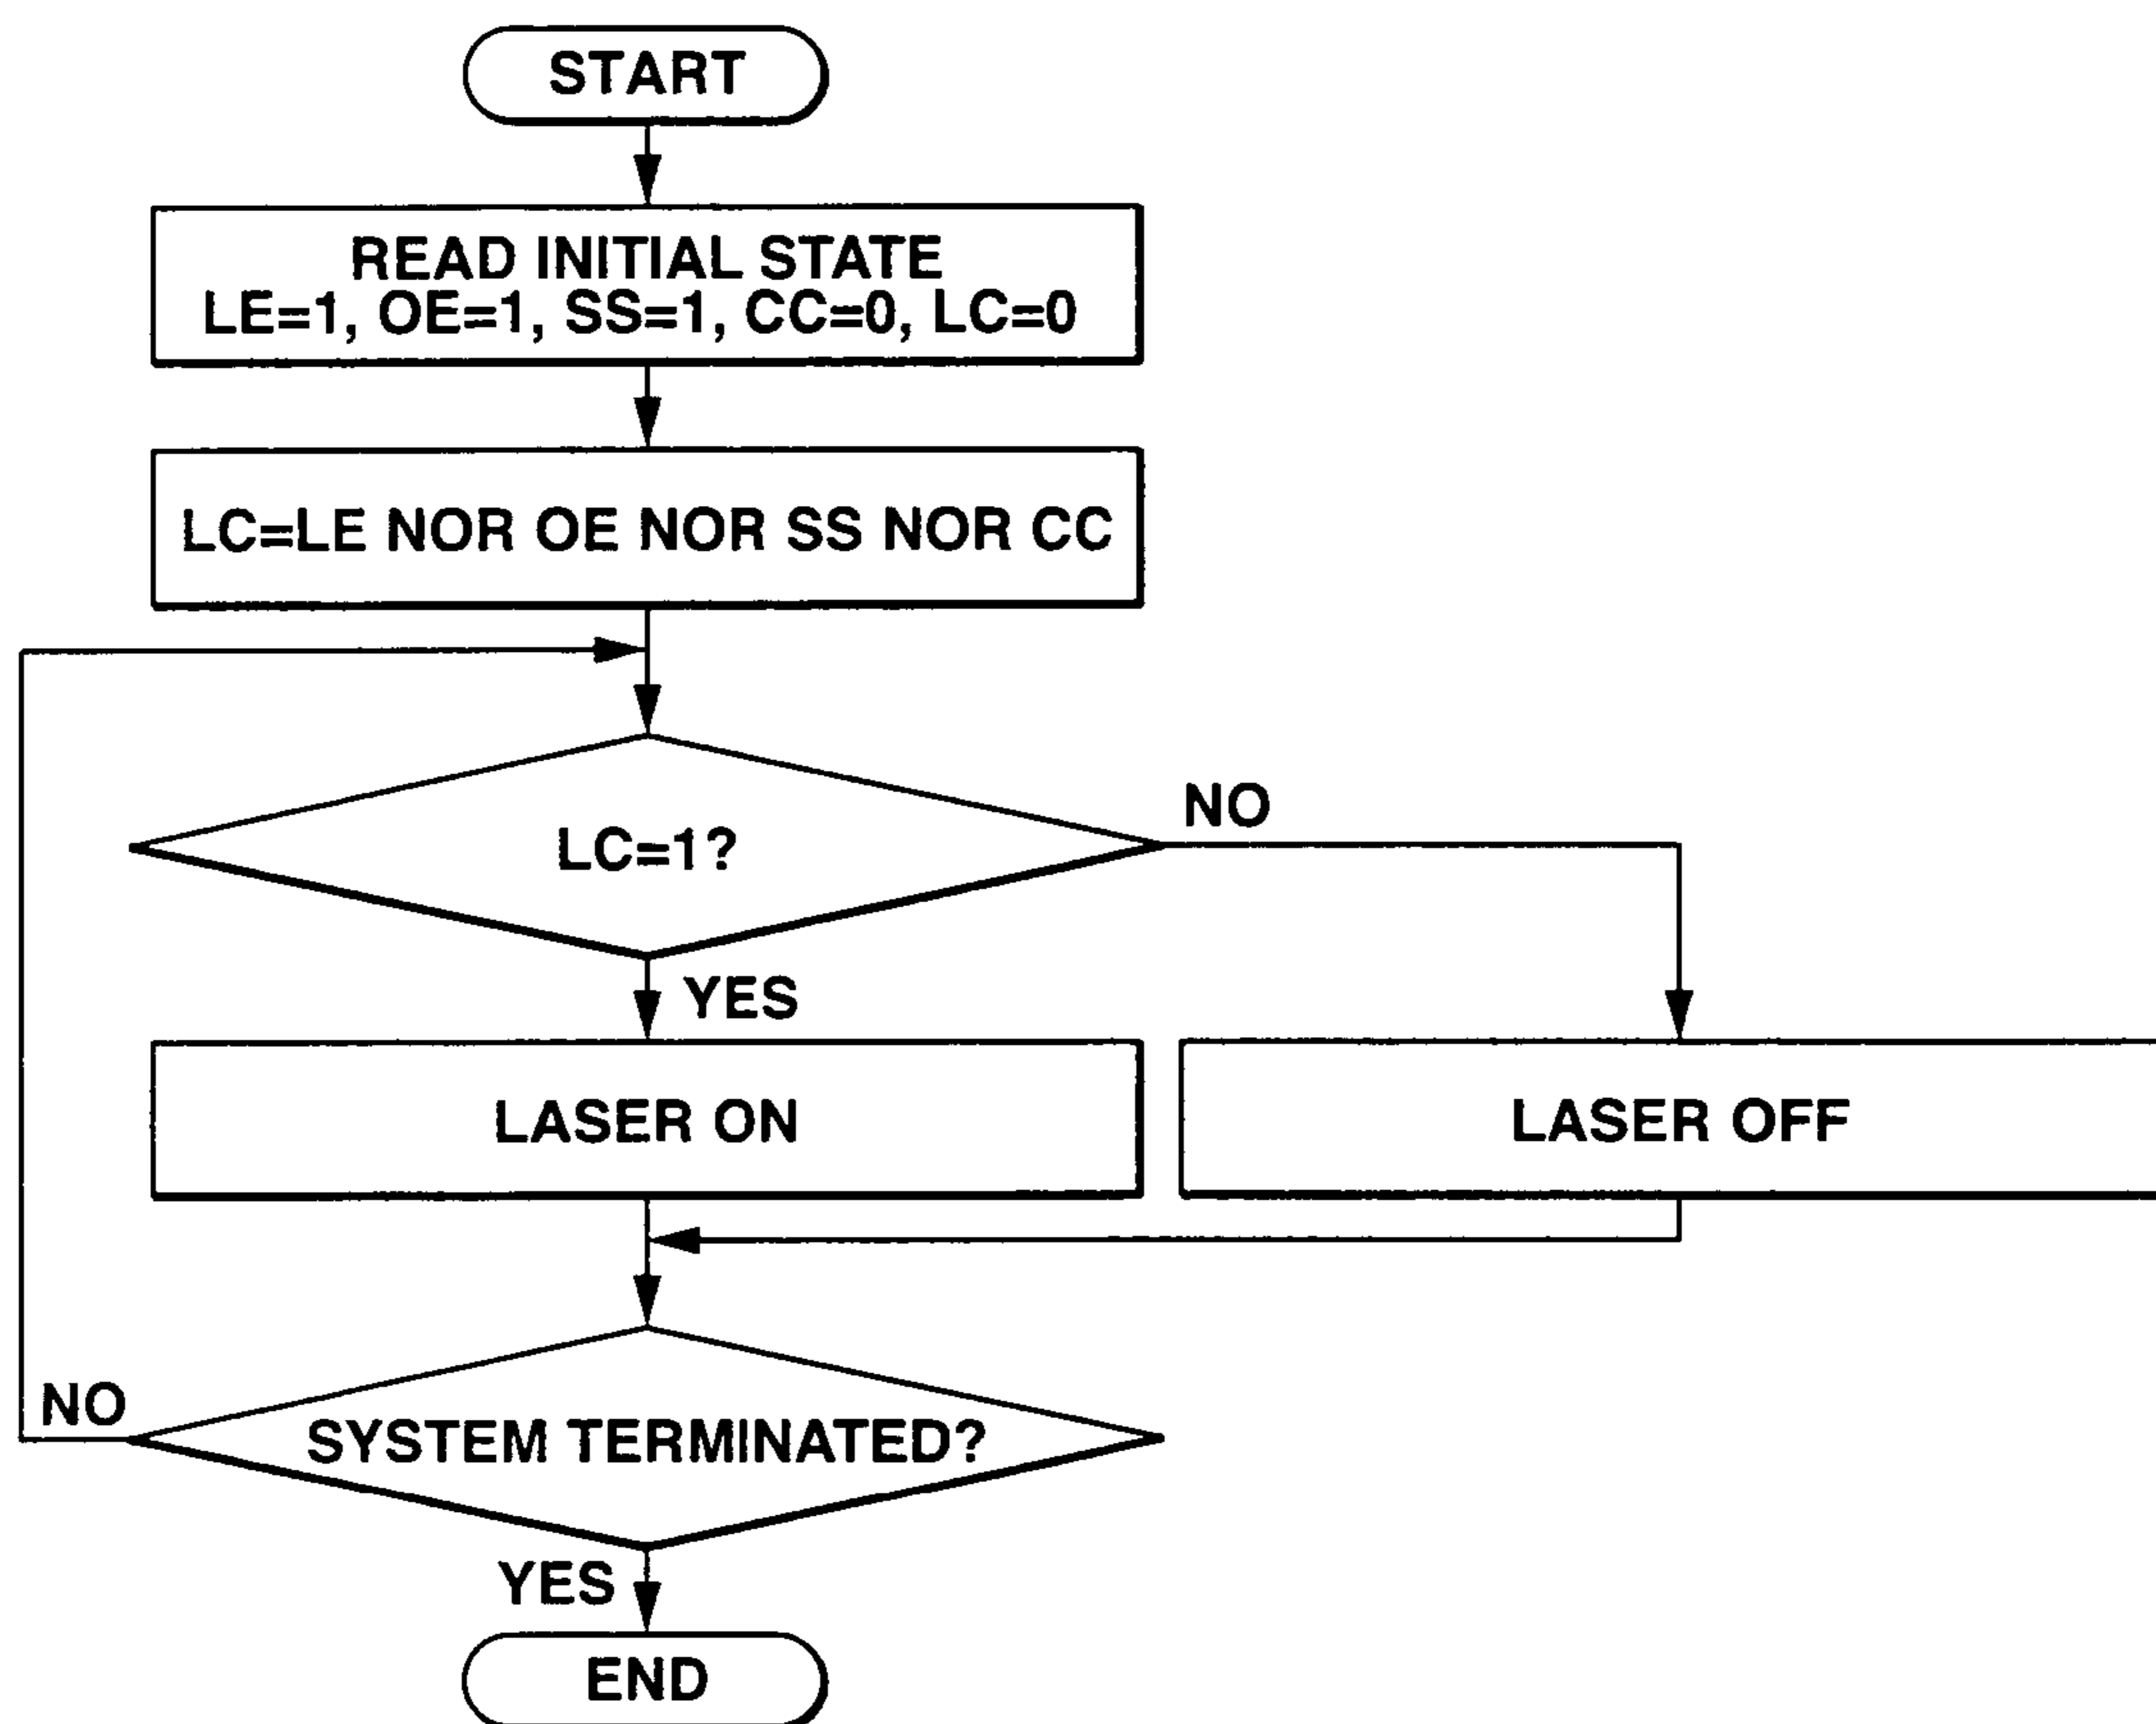 START
READ INITIAL STATE
LE=1, OE=1, SS=1, CC=0, LC=0
LC=LE NOR OE NOR SS NOR CC
LC=1?
NO
YES
LASER ON
LASER OFF
NO
SYSTEM TERMINATED?
YES
END